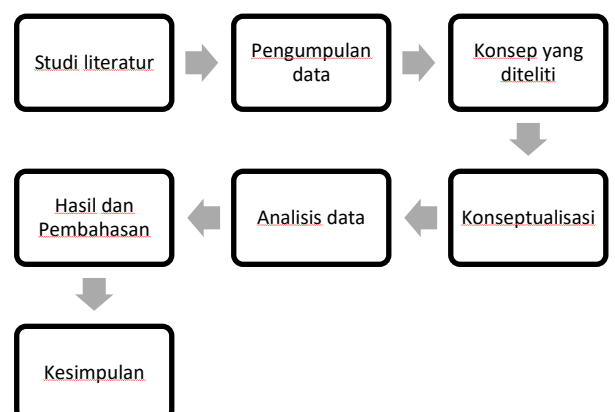 Studi literatur
Pengumpulan
data
Konsep yang
diteliti
Konseptualisasi
Analisis data
Hasil dan
Pembahasan
Kesimpulan